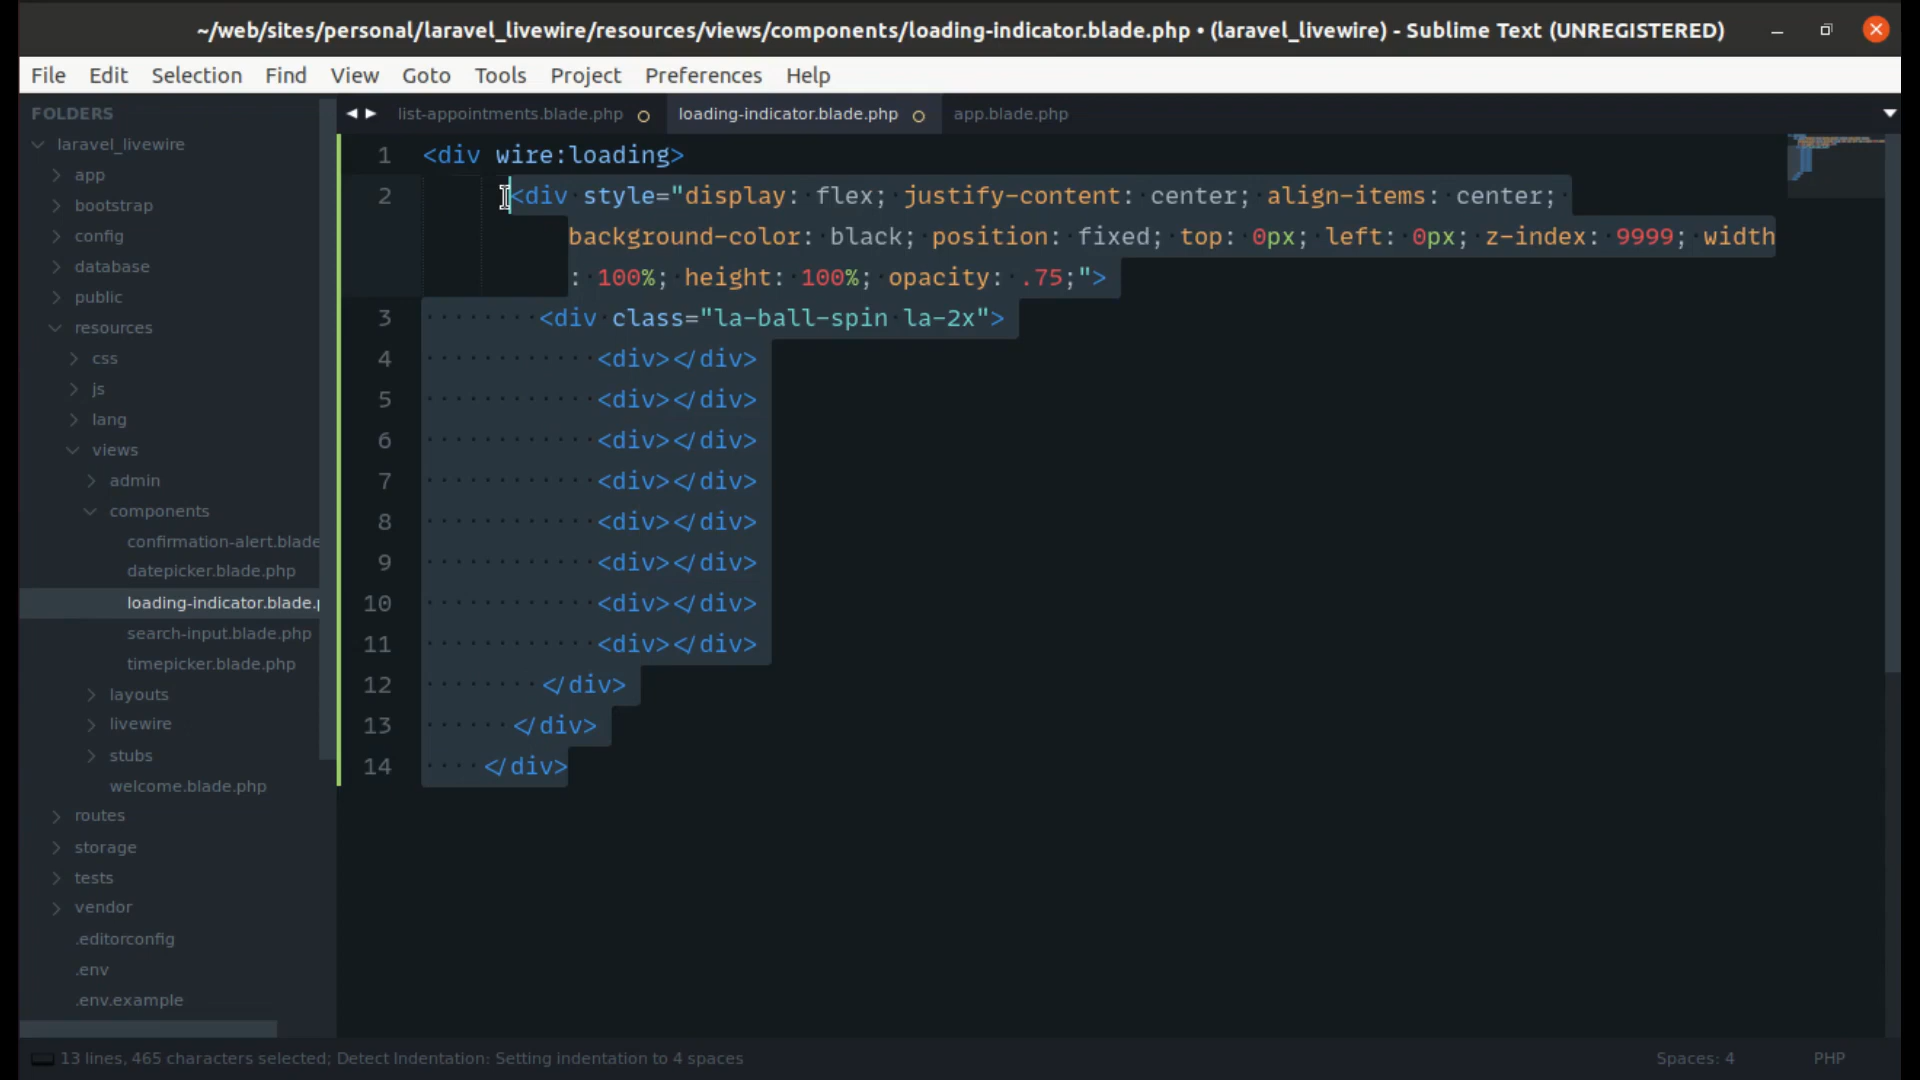 ~/web/sites/personal/laravel_livewire/resources/views/components/loading-indicator.blade.php • (laravel_livewire) - Sublime Text (UNREGISTERED)
File Edit Selection Find View Goto Tools Project Preferences Help
FOLDERS
laravel_livewire
app
bootstrap
config
database
public
resources
css
js
lang
views
admin
components
confirmation-alert.blade
datepicker.blade.php
loading-indicator.blade.p
search-input.blade.php
timepicker.blade.php
layouts
livewire
stubs
welcome.blade.php
routes
storage
tests
vendor
.editorconfig
.env
.env.example
list-appointments.blade.php loading-indicator.blade.php app.blade.php
1 <div wire:loading>
2 <div style="display: flex; justify-content: center; align-items: center;
background-color: black; position: fixed; top: 0px; left: 0px; z-index: 9999; width
: 100%; height: 100%; opacity: .75;">
3 <div class="la-ball-spin la-2x">
4 <div></div>
5 <div></div>
6 <div></div>
7 <div></div>
8 <div></div>
9 <div></div>
10 <div></div>
11 <div></div>
12 </div>
13 </div>
14 </div>
13 lines, 465 characters selected; Detect Indentation: Setting indentation to 4 spaces Spaces: 4 PHP